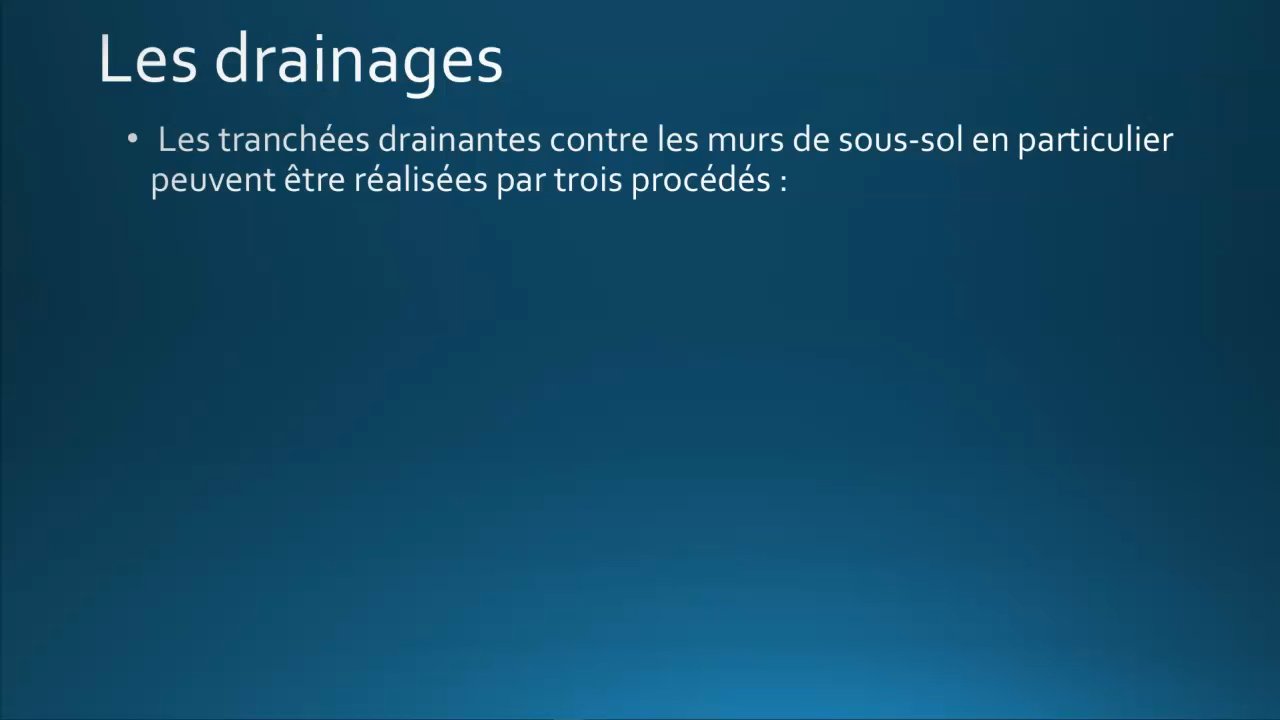 Les drainages
• Les tranchées drainantes contre les murs de sous-sol en particulier
peuvent être réalisées par trois procédés :